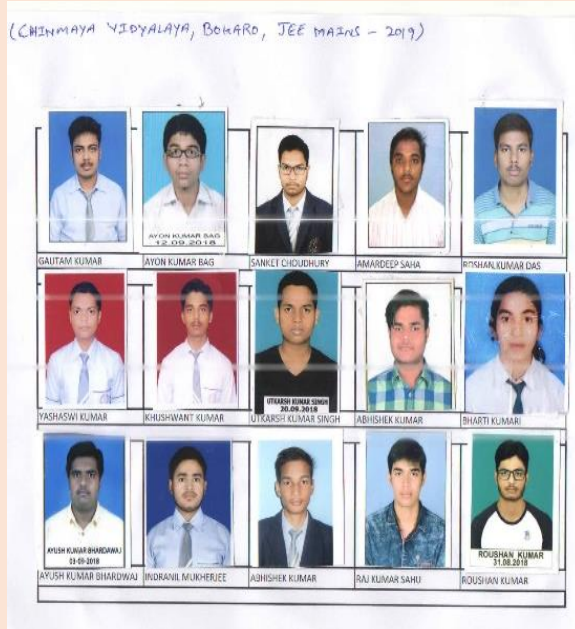 (CHINMAYA VIDYALAYA, BOKARO, JEE MAINS - 2019)
AYON KUMAR BAG
12.09.2018
GAUTAM KUMAR AYON KUMAR BAG SANKET CHOUDHURY AMARDEEP SAHA ROSHAN KUMAR DAS
UTKARSH KUMAR SINGH
20.09.2018
YASHASWI KUMAR KHUSHWANT KUMAR UTKARSH KUMAR SINGH ABHISHEK KUMAR BHARTI KUMARI
AYUSH KUMAR BHARDAWAJ
03-09-2018
ROUSHAN KUMAR
31.08.2018
AYUSH KUMAR BHARDWAJ INDRANIL MUKHERJEE ABHISHEK KUMAR RAJ KUMAR SAHU ROUSHAN KUMAR